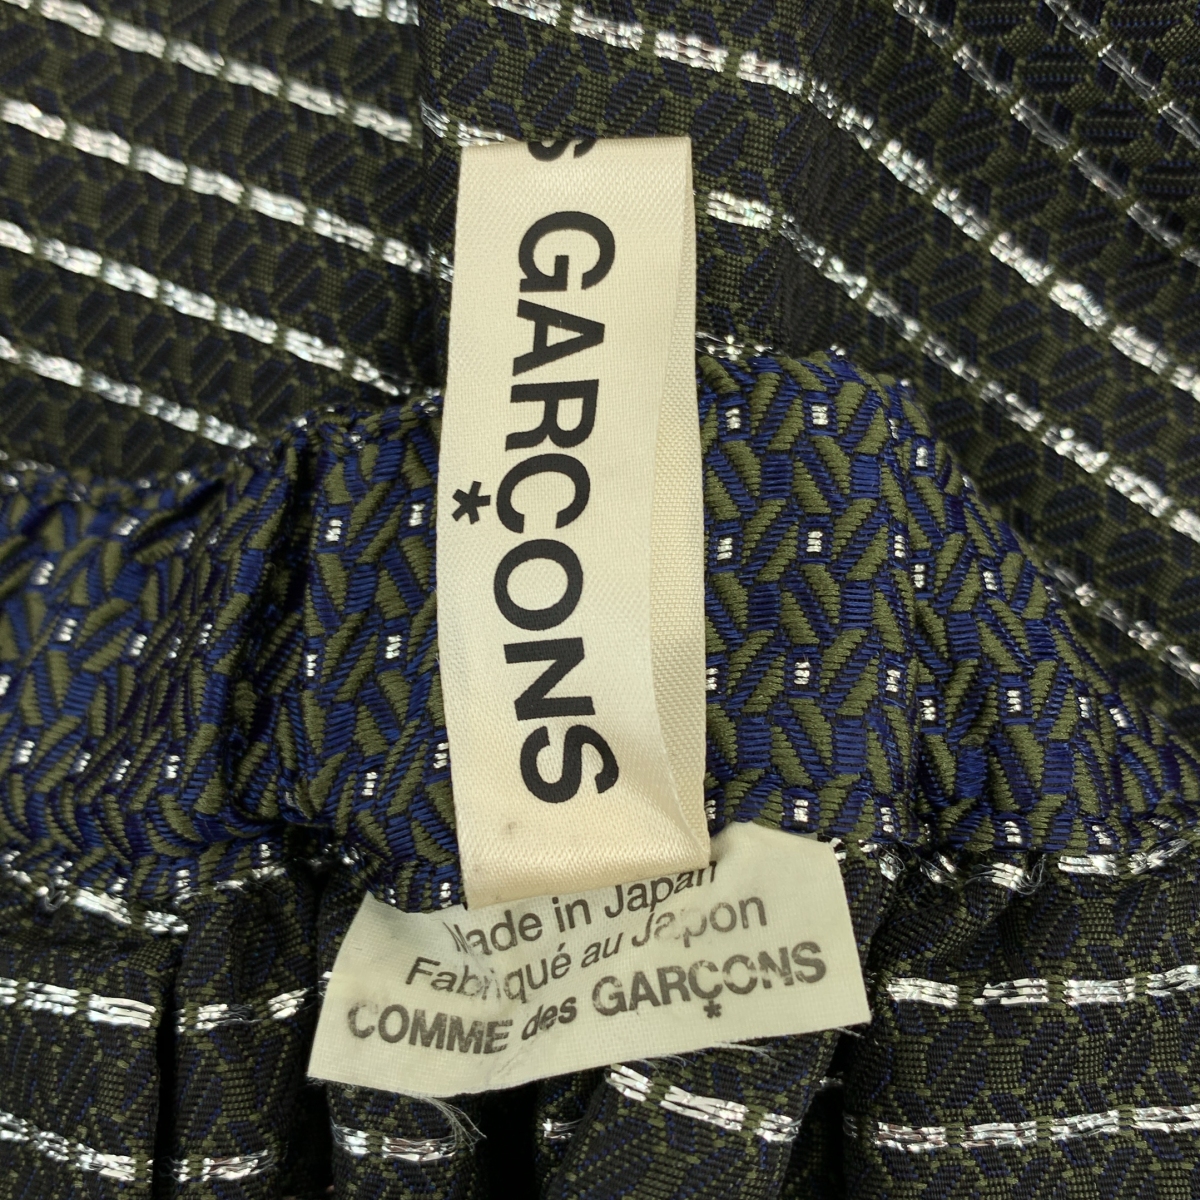 S GARÇONS
Made in Japan
Fabriqué au Japon
COMME des GARÇONS